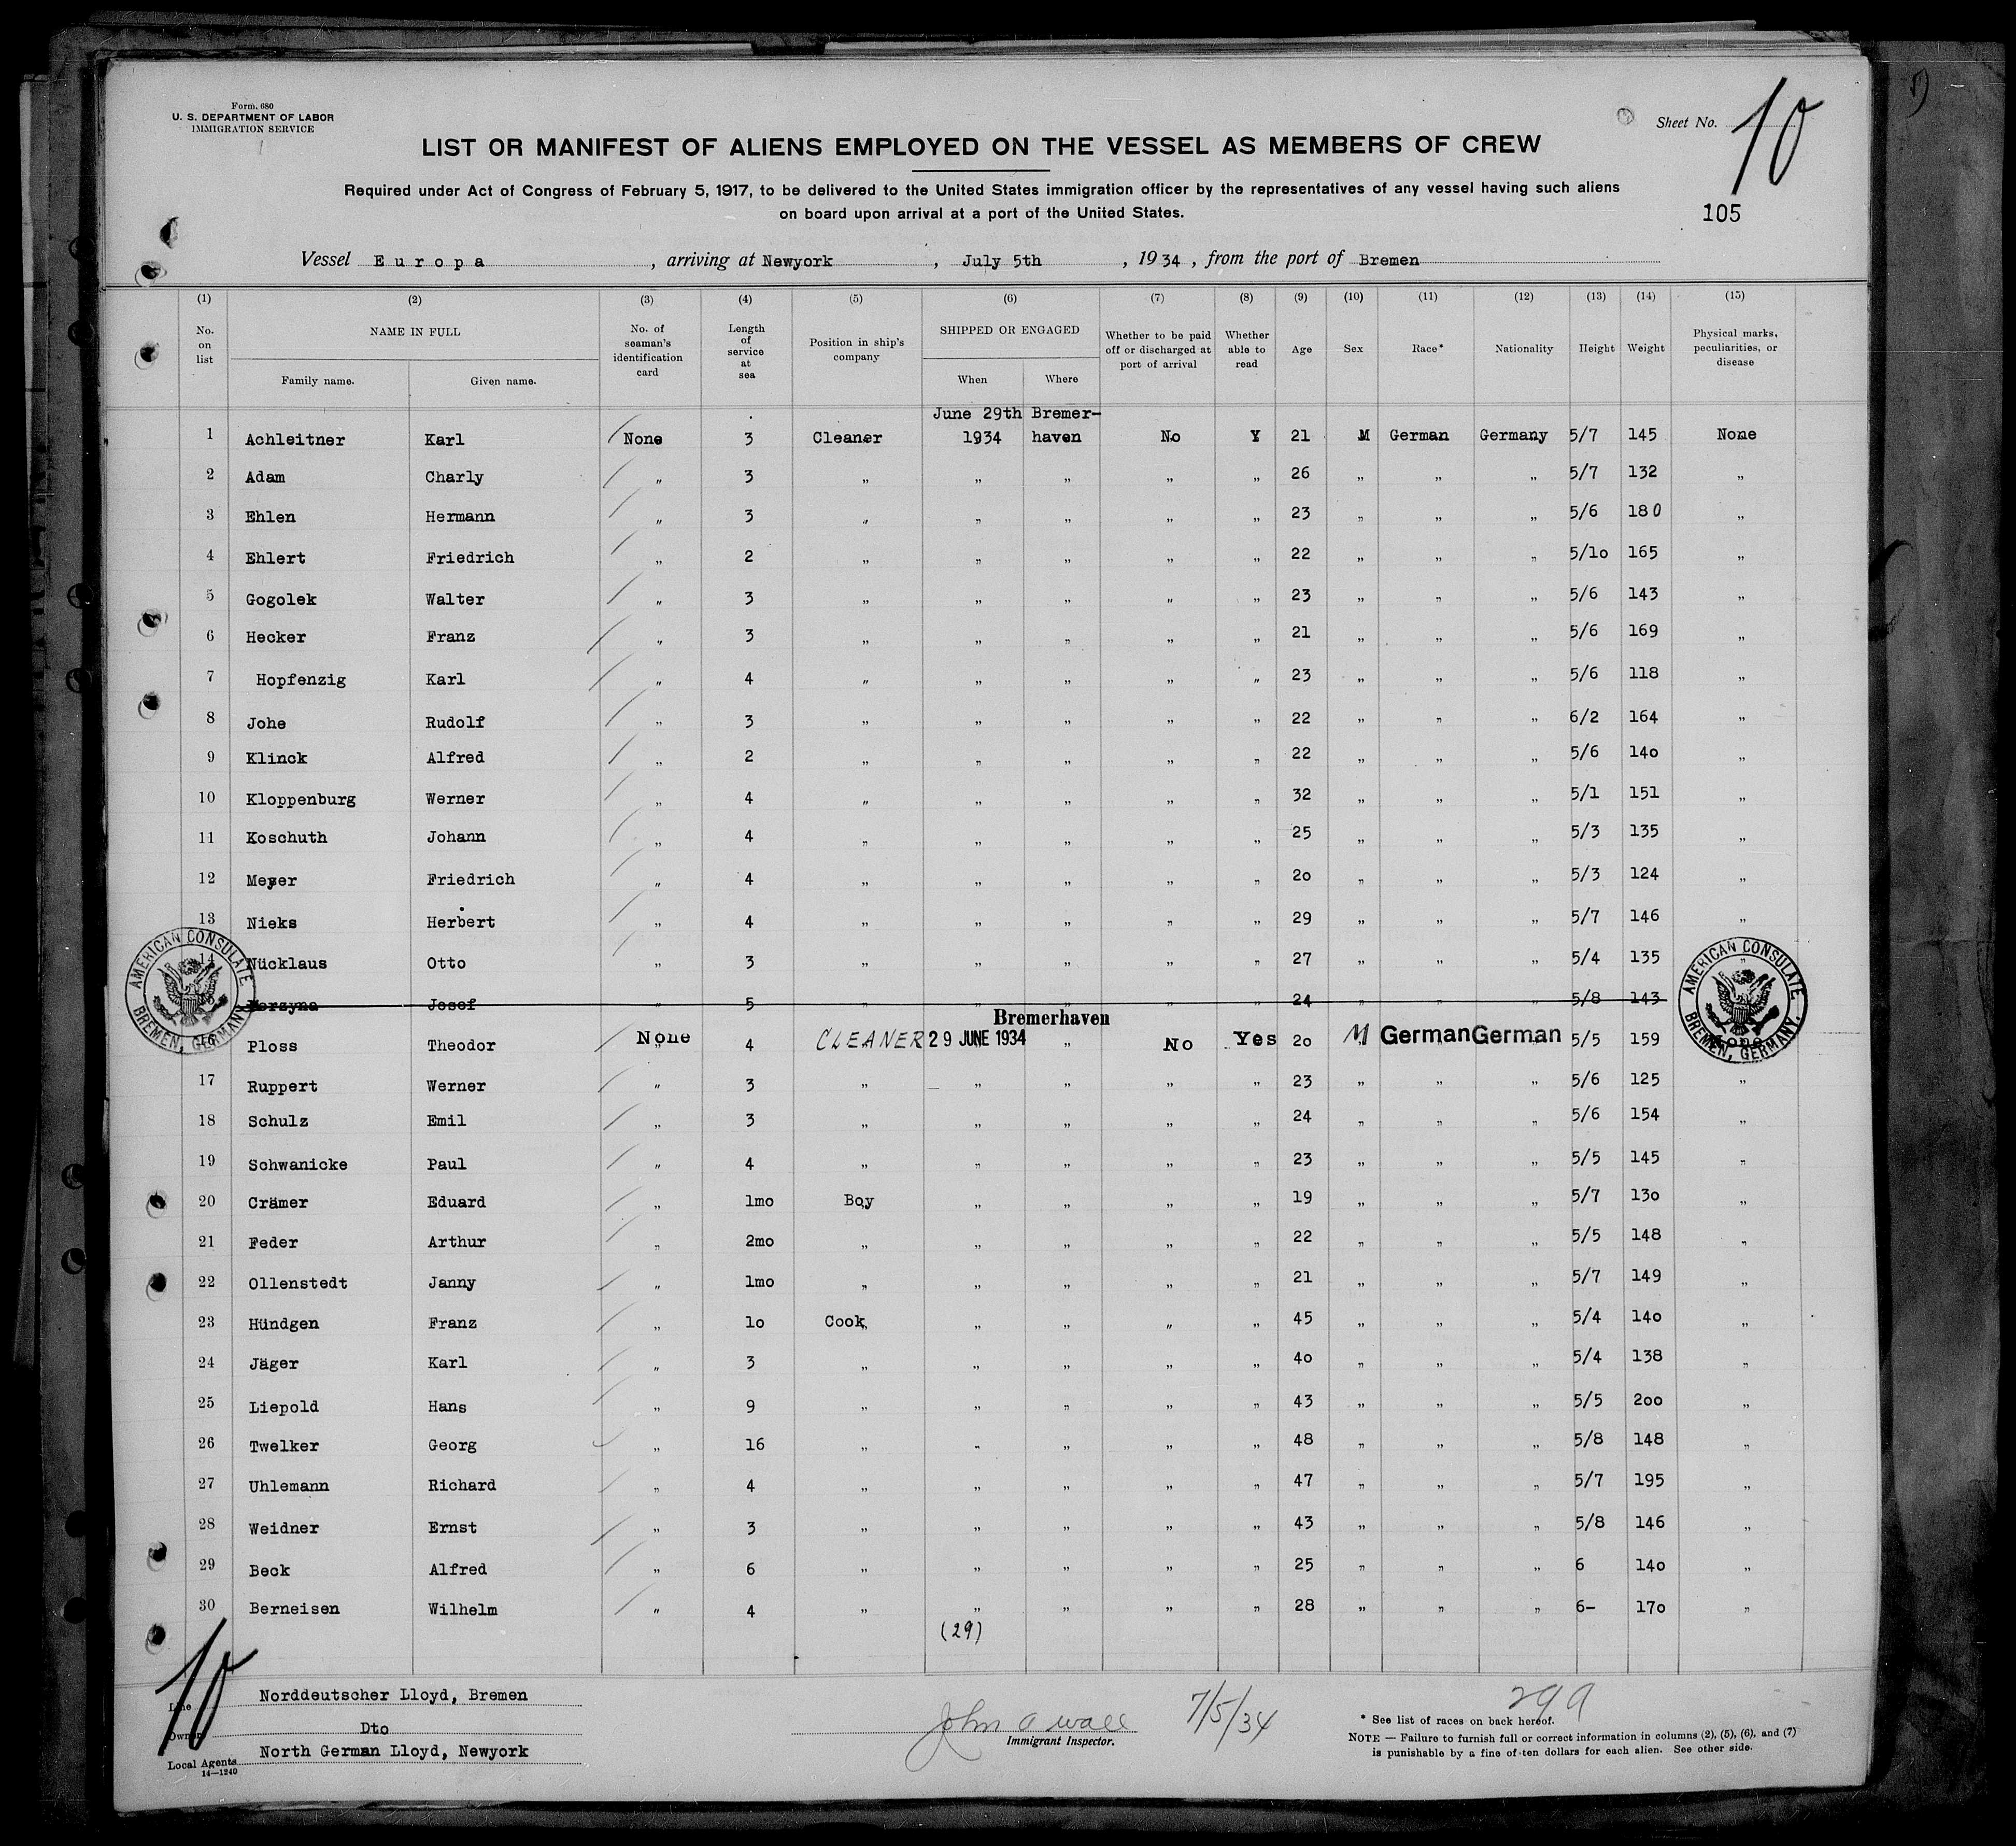 Form. 680
U. S. DEPARTMENT OF LABOR
IMMIGRATION SERVICE
Sheet No. 10
LIST OR MANIFEST OF ALIENS EMPLOYED ON THE VESSEL AS MEMBERS OF CREW
Required under Act of Congress of February 5, 1917, to be delivered to the United States immigration officer by the representatives of any vessel having such aliens
on board upon arrival at a port of the United States.
105
Vessel Europa, arriving at Newyork, July 5th, 1934, from the port of Bremen
(1) (2) (3) (4) (5) (6) (7) (8) (9) (10) (11) (12) (13) (14) (15)
No. on list NAME IN FULL Family name. Given name. No. of seaman's identification card Length of service at sea Position in ship's company SHIPPED OR ENGAGED When Where Whether to be paid off or discharged at port of arrival Whether able to read Age Sex Race* Nationality Height Weight Physical marks, peculiarities, or disease
June 29th Bremer-
1 Achleitner Karl None 3 Cleaner 1934 haven No Y 21 M German Germany 5/7 145 None
2 Adam Charly " 3 " " " " " 26 " " " 5/7 132 "
3 Ehlen Hermann " 3 " " " " " 23 " " " 5/6 180 "
4 Ehlert Friedrich " 2 " " " " " 22 " " " 5/10 165 "
5 Gogolek Walter " 3 " " " " " 23 " " " 5/6 143 "
6 Hecker Franz " 3 " " " " " 21 " " " 5/6 169 "
7 Hopfenzig Karl " 4 " " " " " 23 " " " 5/6 118 "
8 Johe Rudolf " 3 " " " " " 22 " " " 6/2 164 "
9 Klinck Alfred " 2 " " " " " 22 " " " 5/6 140 "
10 Kloppenburg Werner " 4 " " " " " 32 " " " 5/1 151 "
11 Koschuth Johann " 4 " " " " " 25 " " " 5/3 135 "
12 Meyer Friedrich " 4 " " " " " 20 " " " 5/3 124 "
13 Nieks Herbert " 4 " " " " " 29 " " " 5/7 146 "
14 Nücklaus Otto " 3 " " " " " 27 " " " 5/4 135 "
Josef " 5 " " " " " 24 " " " 5/8 143
Bremerhaven
16 Ploss Theodor None 4 CLEANER 29 JUNE 1934 " No Yes 20 M German German 5/5 159 None
17 Ruppert Werner " 3 " " " " " 23 " " " 5/6 125 "
18 Schulz Emil " 3 " " " " " 24 " " " 5/6 154 "
19 Schwanicke Paul " 4 " " " " " 23 " " " 5/5 145 "
20 Crämer Eduard " 1mo Boy " " " " 19 " " " 5/7 130 "
21 Feder Arthur " 2mo " " " " " 22 " " " 5/5 148 "
22 Ollenstedt Janny " 1mo " " " " " 21 " " " 5/7 149 "
23 Hündgen Franz " 10 Cook " " " " 45 " " " 5/4 140 "
24 Jäger Karl " 3 " " " " " 40 " " " 5/4 138 "
25 Liepold Hans " 9 " " " " " 43 " " " 5/5 200 "
26 Twelker Georg " 16 " " " " " 48 " " " 5/8 148 "
27 Uhlemann Richard " 4 " " " " " 47 " " " 5/7 195 "
28 Weidner Ernst " 3 " " " " " 43 " " " 5/8 146 "
29 Beck Alfred " 6 " " " " " 25 " " " 6 140 "
30 Berneisen Wilhelm " 4 " " " " " 28 " " " 6- 170 "
(29)
AMERICAN CONSULATE
BREMEN, GERMANY
AMERICAN CONSULATE
BREMEN, GERMANY.
10
Line Norddeutscher Lloyd, Bremen
Owner Dto
Local Agents North German Lloyd, Newyork
14—1240
John A Wall 7/5/34
Immigrant Inspector.
299
* See list of races on back hereof.
NOTE — Failure to furnish full or correct information in columns (2), (5), (6), and (7)
is punishable by a fine of ten dollars for each alien. See other side.